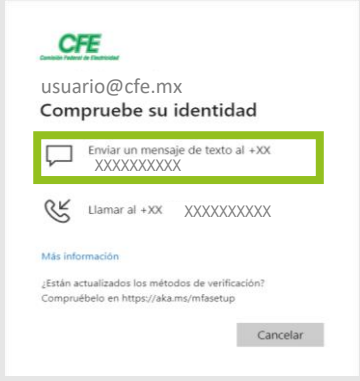 CFE
Comisión Federal de Electricidad
usuario@cfe.mx
Compruebe su identidad
Enviar un mensaje de texto al +XX
XXXXXXXXXX
Llamar al +XX XXXXXXXXXX
Más información
¿Están actualizados los métodos de verificación?
Compruébelo en https://aka.ms/mfasetup
Cancelar